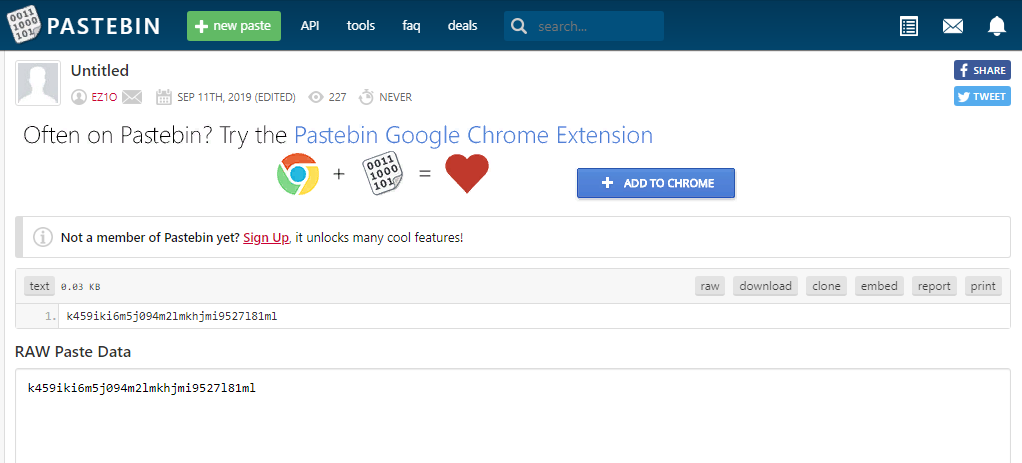 0011 1000 101 PASTEBIN + new paste API tools faq deals search...
Untitled
f SHARE
EZ1O SEP 11TH, 2019 (EDITED) 227 NEVER
TWEET
Often on Pastebin? Try the Pastebin Google Chrome Extension
+ 0011 1000 101 =
+ ADD TO CHROME
Not a member of Pastebin yet? Sign Up, it unlocks many cool features!
text 0.03 KB raw download clone embed report print
1. k459iki6m5j094m2lmkhjmi9527l81ml
RAW Paste Data
k459iki6m5j094m2lmkhjmi9527l81ml